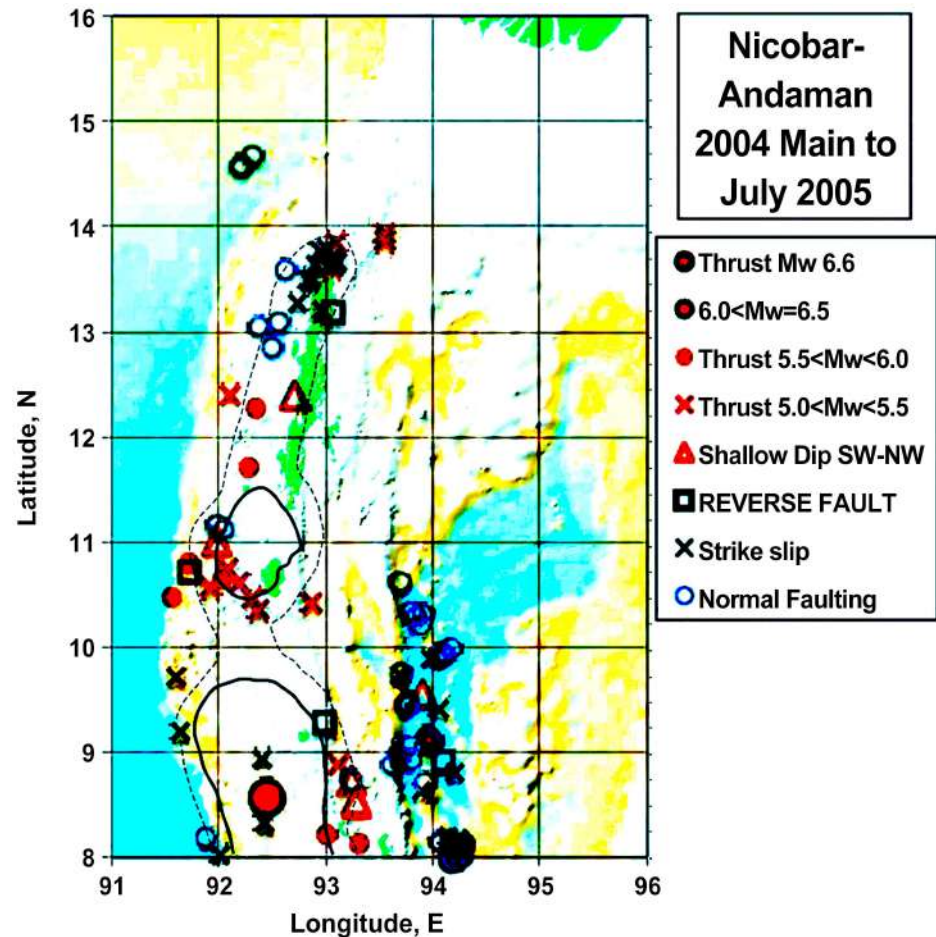 Nicobar-
Andaman
2004 Main to
July 2005
Thrust Mw 6.6
6.0<Mw=6.5
Thrust 5.5<Mw<6.0
Thrust 5.0<Mw<5.5
Shallow Dip SW-NW
REVERSE FAULT
Strike slip
Normal Faulting
Latitude, N
16
15
14
13
12
11
10
9
8
91 92 93 94 95 96
Longitude, E